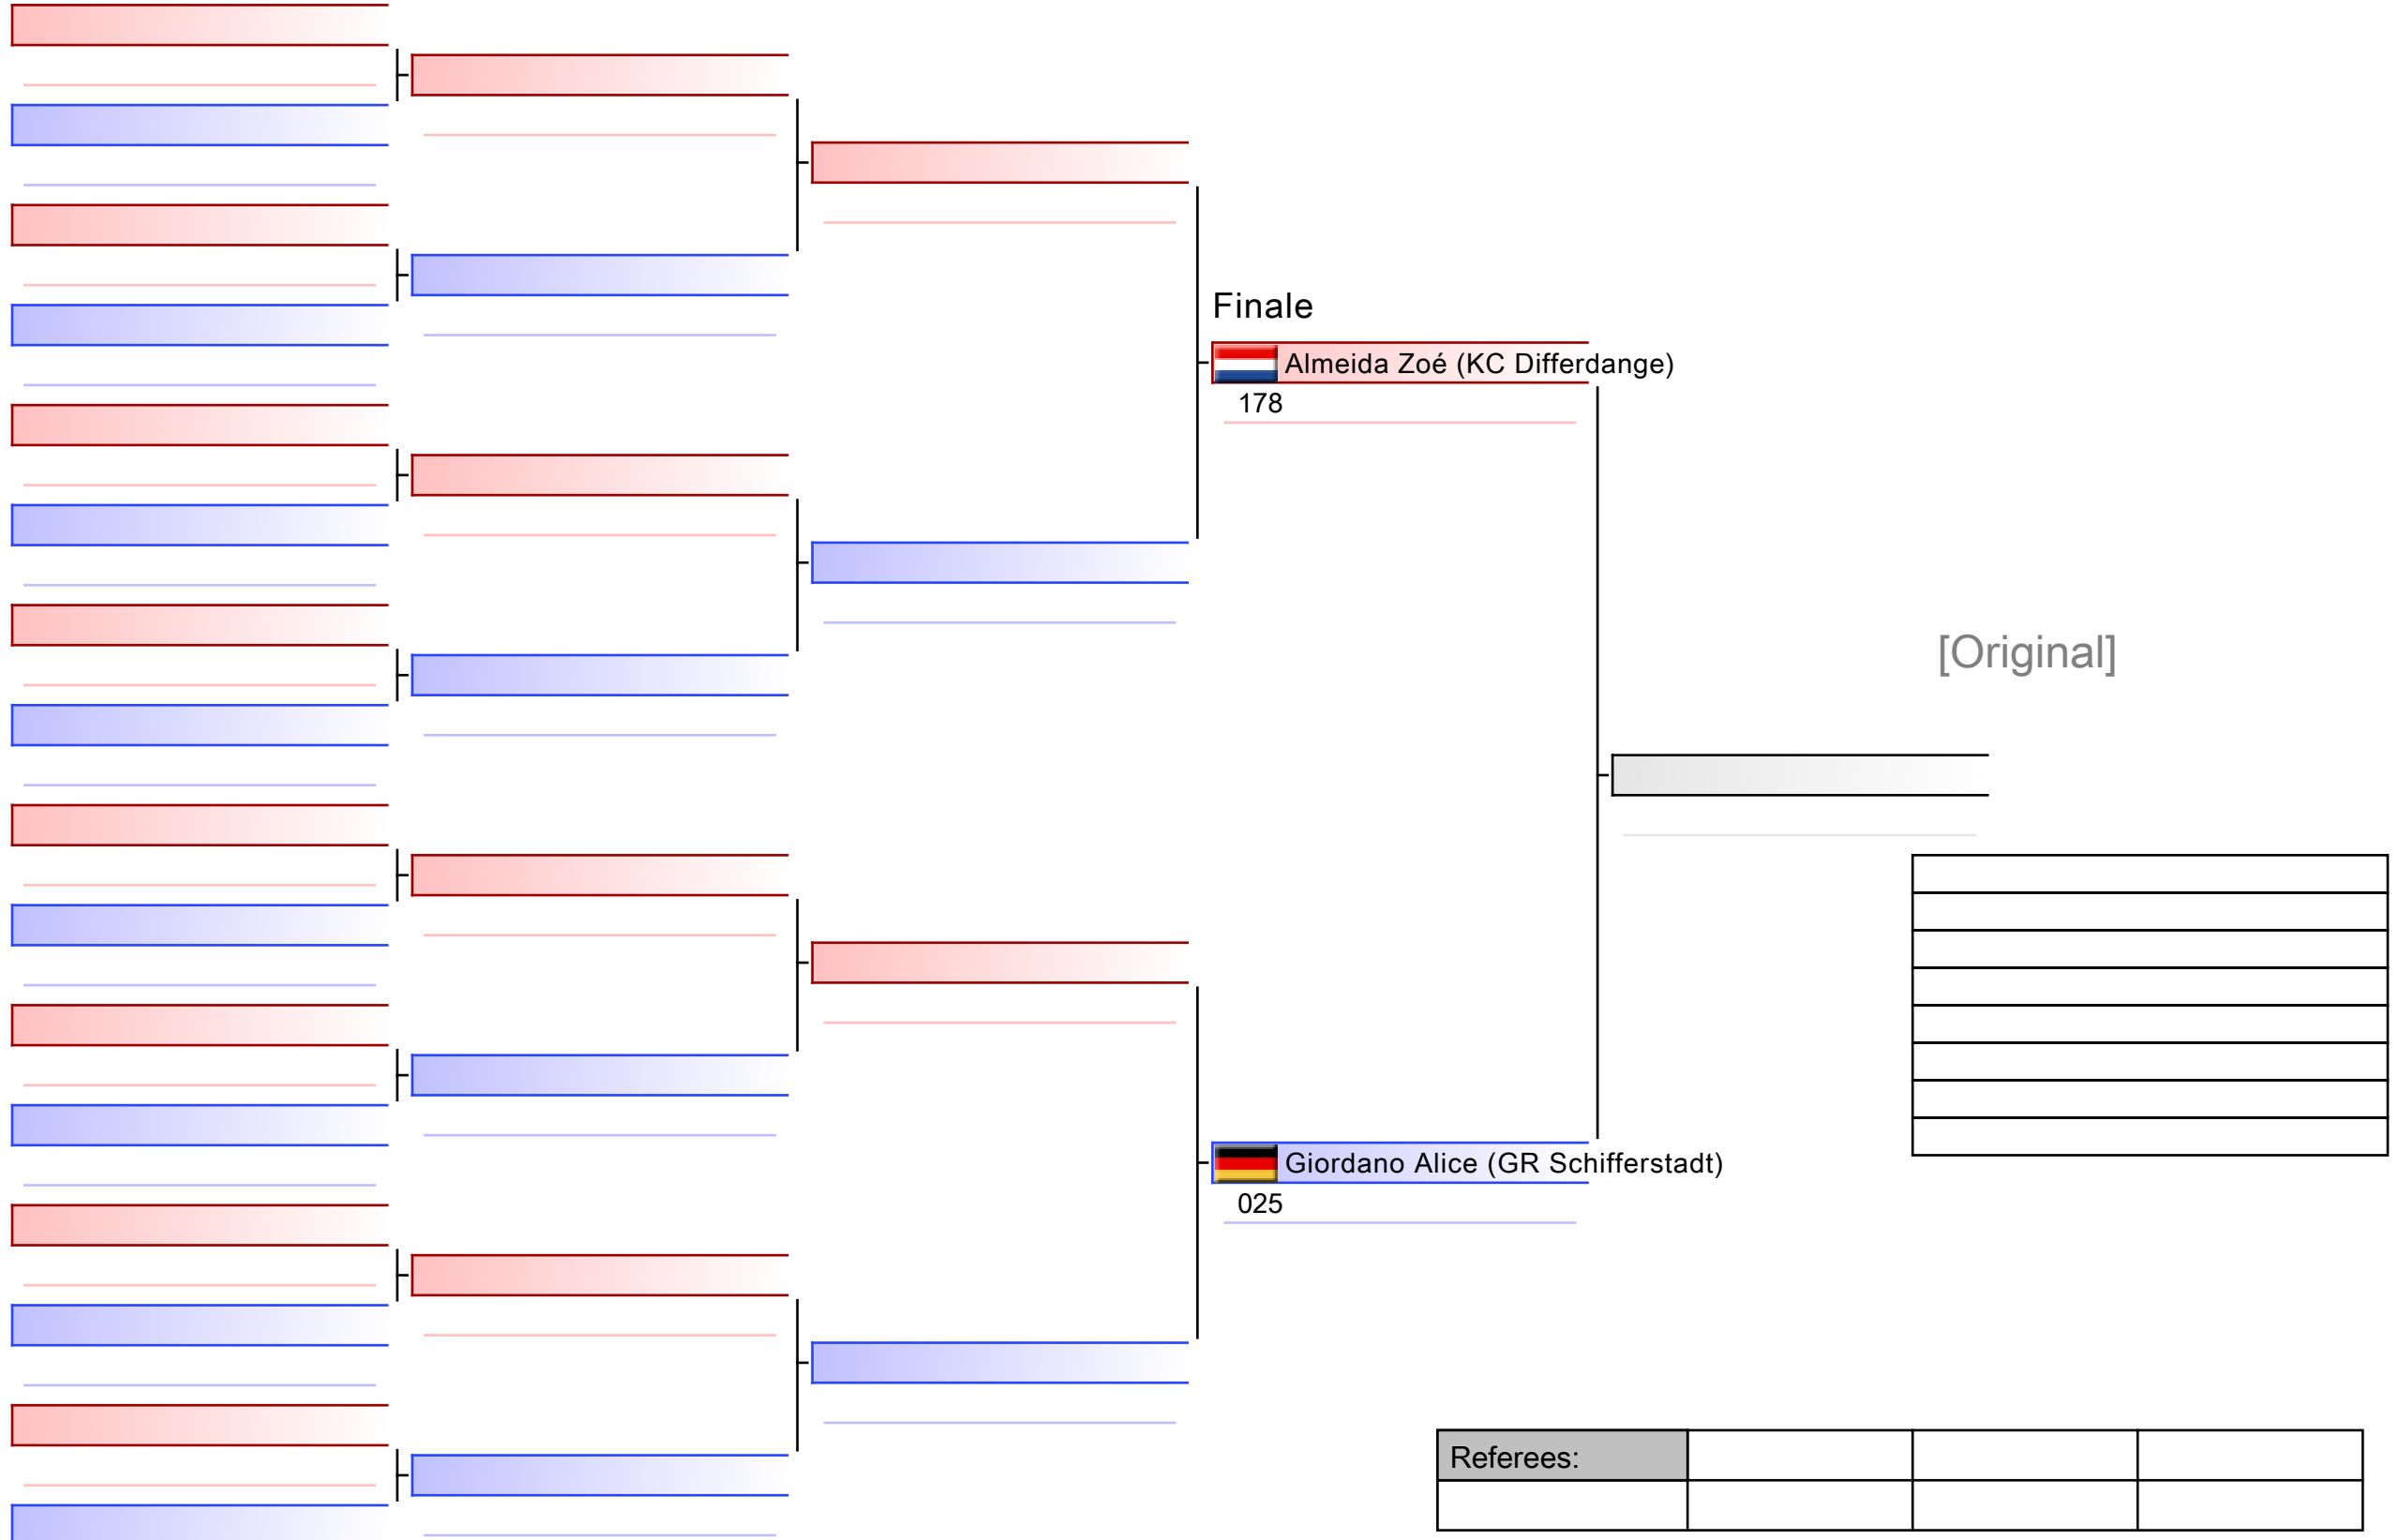 Finale
Almeida Zoé (KC Differdange)
178
[Original]
Giordano Alice (GR Schifferstadt)
025
Referees: